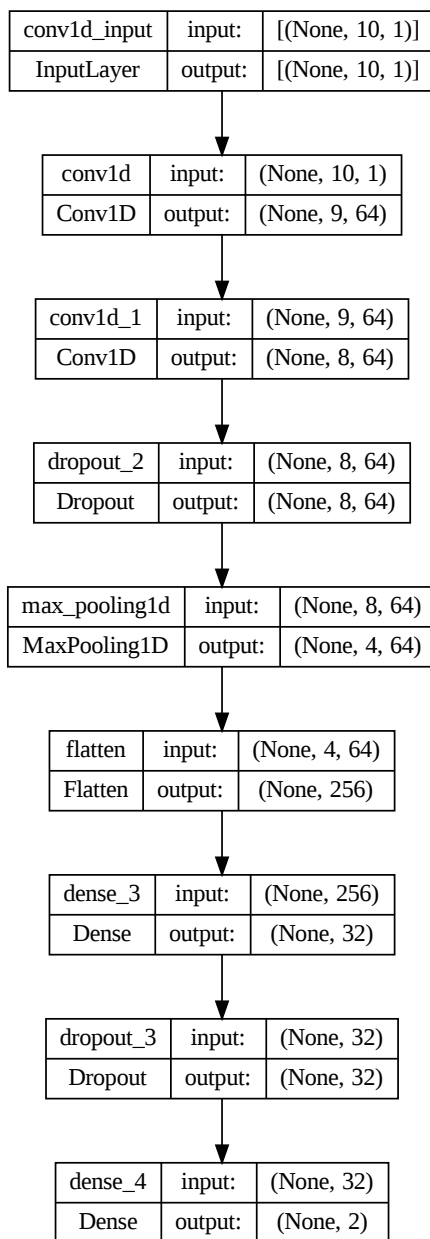 conv1d_input input: [(None, 10, 1)]
InputLayer output: [(None, 10, 1)]
conv1d input: (None, 10, 1)
Conv1D output: (None, 9, 64)
conv1d_1 input: (None, 9, 64)
Conv1D output: (None, 8, 64)
dropout_2 input: (None, 8, 64)
Dropout output: (None, 8, 64)
max_pooling1d input: (None, 8, 64)
MaxPooling1D output: (None, 4, 64)
flatten input: (None, 4, 64)
Flatten output: (None, 256)
dense_3 input: (None, 256)
Dense output: (None, 32)
dropout_3 input: (None, 32)
Dropout output: (None, 32)
dense_4 input: (None, 32)
Dense output: (None, 2)